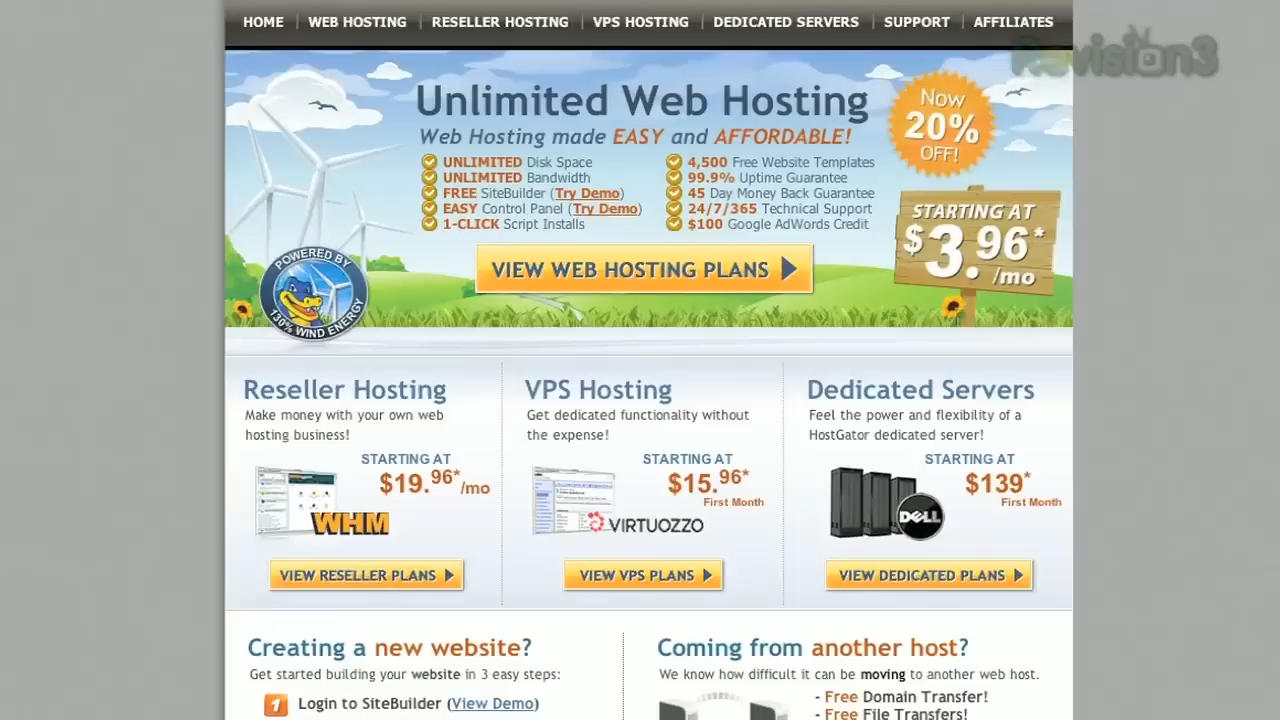 HOME WEB HOSTING RESELLER HOSTING VPS HOSTING DEDICATED SERVERS SUPPORT AFFILIATES
Revision3
Unlimited Web Hosting
Web Hosting made EASY and AFFORDABLE!
UNLIMITED Disk Space
UNLIMITED Bandwidth
FREE SiteBuilder (Try Demo)
EASY Control Panel (Try Demo)
1-CLICK Script Installs
4,500 Free Website Templates
99.9% Uptime Guarantee
45 Day Money Back Guarantee
24/7/365 Technical Support
$100 Google AdWords Credit
Now
20%
OFF!
STARTING AT
$3.96*
/mo
VIEW WEB HOSTING PLANS
POWERED BY
130% WIND ENERGY
Reseller Hosting
Make money with your own web
hosting business!
STARTING AT
$19.96*/mo
WHM
VIEW RESELLER PLANS
VPS Hosting
Get dedicated functionality without
the expense!
STARTING AT
$15.96*
First Month
VIRTUOZZO
VIEW VPS PLANS
Dedicated Servers
Feel the power and flexibility of a
HostGator dedicated server!
STARTING AT
$139*
First Month
DELL
VIEW DEDICATED PLANS
Creating a new website?
Get started building your website in 3 easy steps:
1 Login to SiteBuilder (View Demo)
Coming from another host?
We know how difficult it can be moving to another web host.
- Free Domain Transfer!
- Free File Transfers!